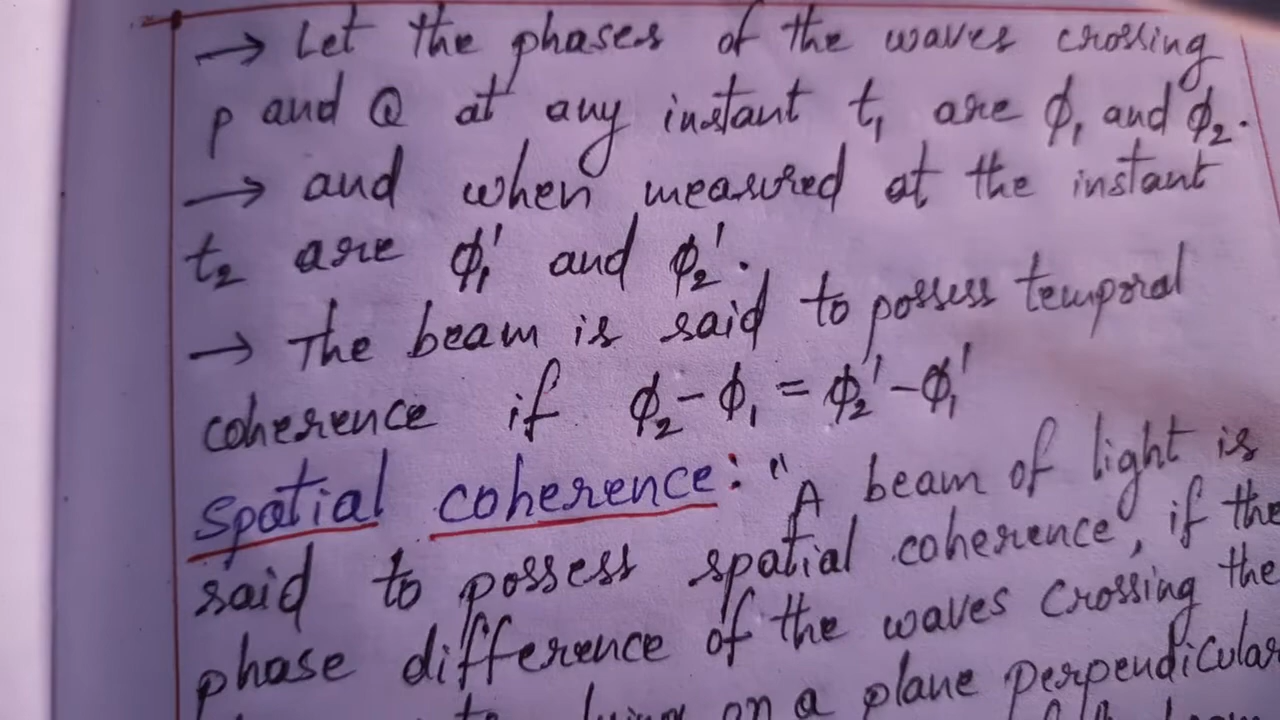 → Let the phases of the waves crossing
p and Q at any instant t₁ are ϕ₁ and ϕ₂.
→ and when measured at the instant
t₂ are ϕ₁' and ϕ₂'.
→ The beam is said to possess temporal
coherence if ϕ₂-ϕ₁ = ϕ₂'-ϕ₁'
Spatial coherence: "A beam of light is
said to possess spatial coherence, if the
phase difference of the waves crossing the
on a plane perpendicular